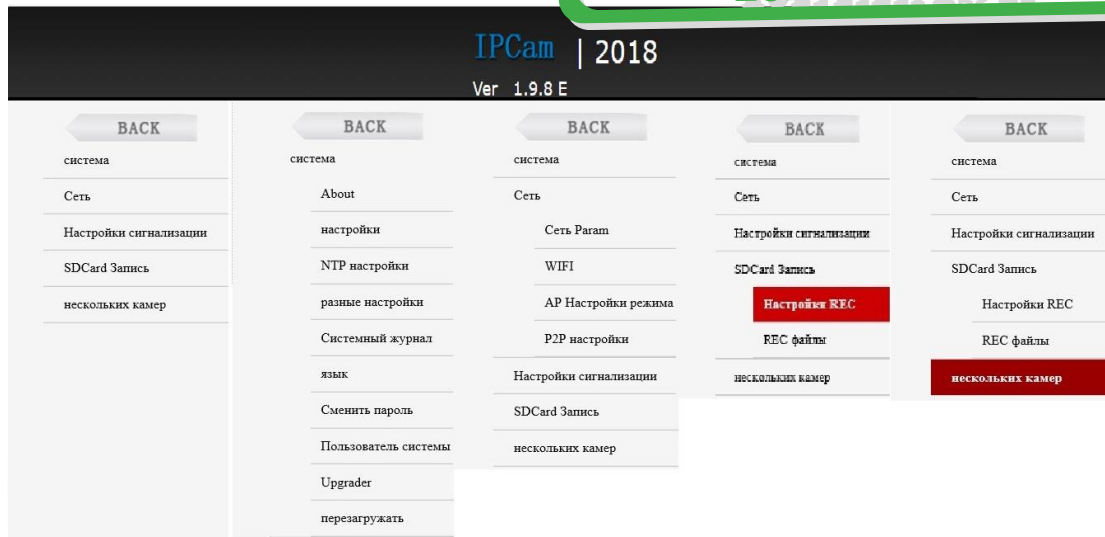 IPCam | 2018
Ver 1.9.8 E
BACK
система
Сеть
Настройки сигнализации
SDCard Запись
нескольких камер
BACK
система
About
настройки
NTP настройки
разные настройки
Системный журнал
язык
Сменить пароль
Пользователь системы
Upgrader
перезагружать
BACK
система
Сеть
Сеть Param
WIFI
AP Настройки режима
P2P настройки
Настройки сигнализации
SDCard Запись
нескольких камер
BACK
система
Сеть
Настройки сигнализации
SDCard Запись
Настройки REC
REC файлы
нескольких камер
BACK
система
Сеть
Настройки сигнализации
SDCard Запись
Настройки REC
REC файлы
нескольких камер